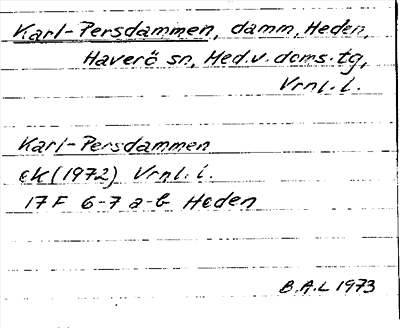 Karl-Persdammen, damm, Heden,
Haverö sn, Hed.v. doms.tg,
Vrnl. l.
Karl-Persdammen
EK (1972) Vrnl. l.
17F 6-7 a-b Heden
B.A.L 1973